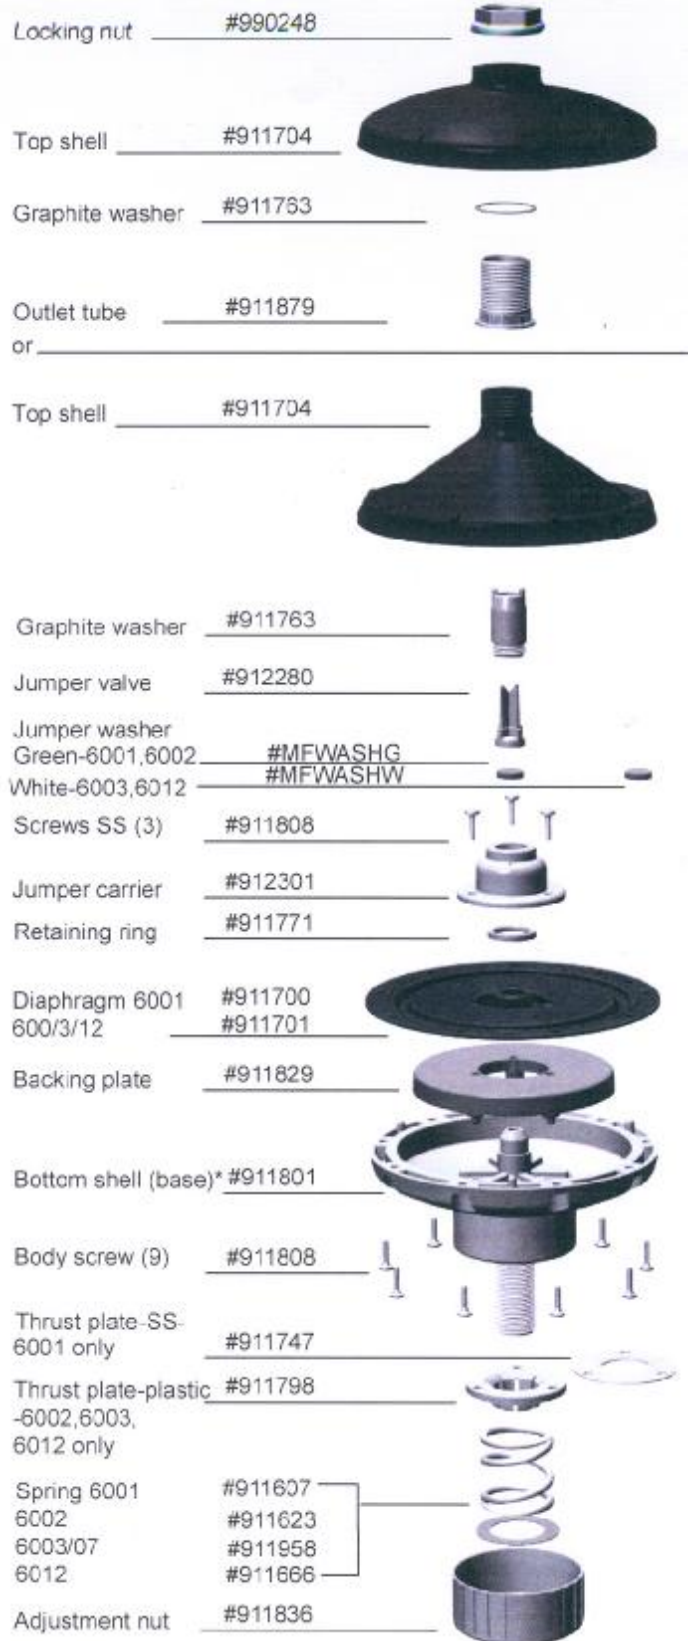 Locking nut #990248
Top shell #911704
Graphite washer #911763
Outlet tube #911879
or
Top shell #911704
Graphite washer #911763
Jumper valve #912280
Jumper washer
Green-6001,6002 #MFWASHG
White-6003,6012 #MFWASHW
Screws SS (3) #911808
Jumper carrier #912301
Retaining ring #911771
Diaphragm 6001 #911700
600/3/12 #911701
Backing plate #911829
Bottom shell (base)* #911801
Body screw (9) #911808
Thrust plate-SS-
6001 only #911747
Thrust plate-plastic #911798
-6002,6003,
6012 only
Spring 6001 #911607
6002 #911623
6003/07 #911958
6012 #911666
Adjustment nut #911836